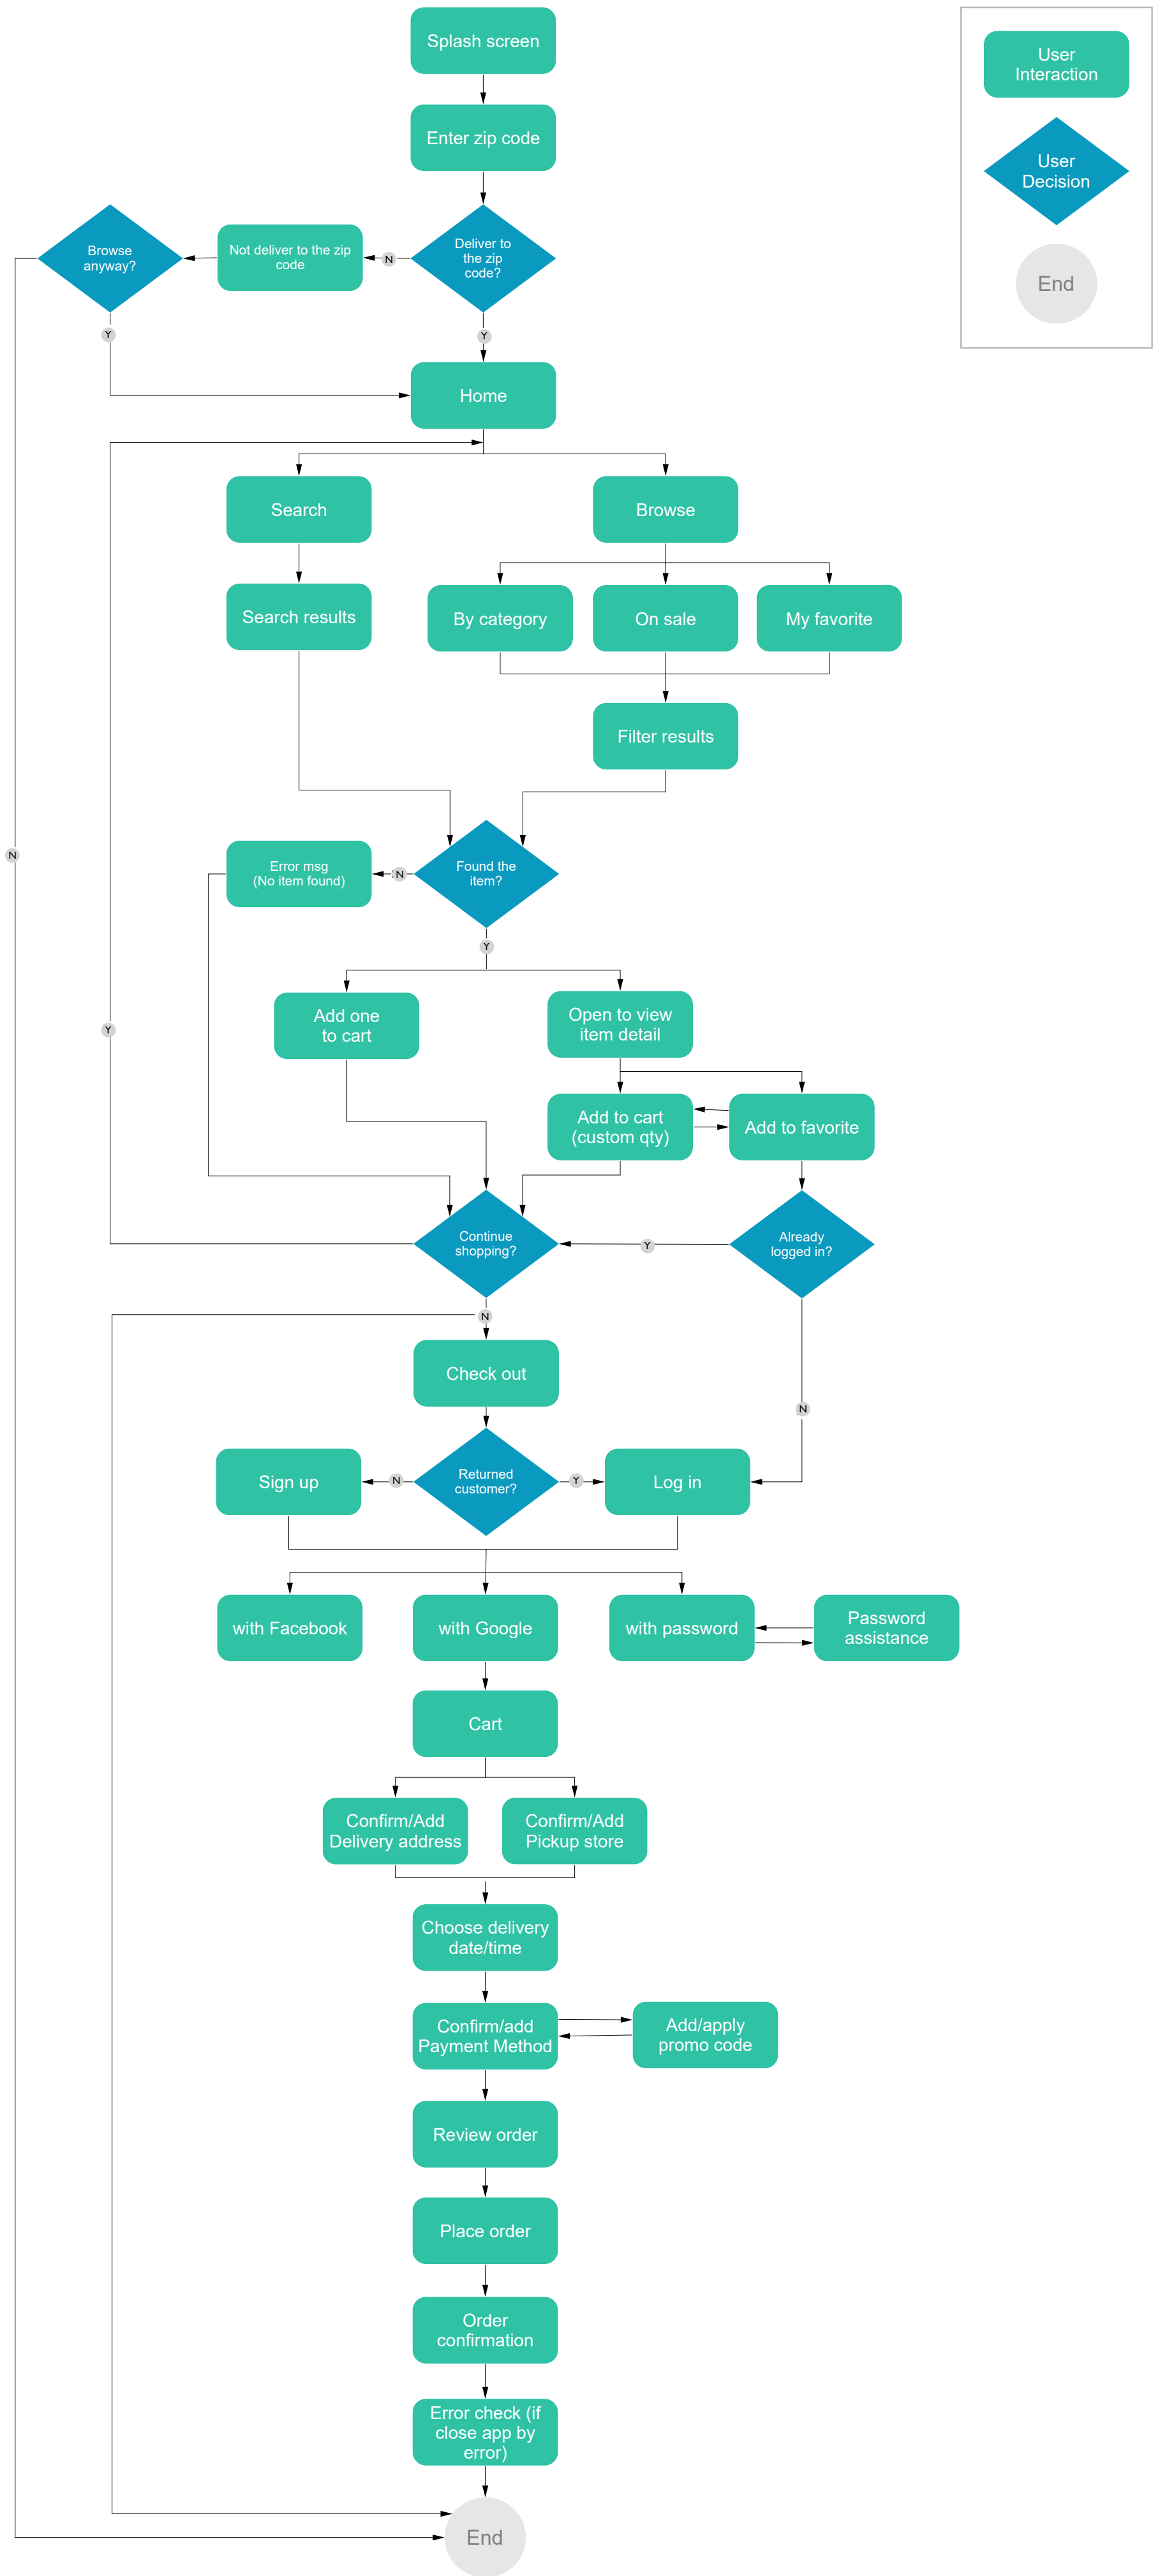 Splash screen
User
Interaction
Enter zip code
User
Decision
Browse
anyway?
Not deliver to the zip
code
N
Deliver to
the zip
code?
End
Y
Y
Home
Search
Browse
Search results
By category
On sale
My favorite
Filter results
N
Error msg
(No item found)
N
Found the
item?
Y
Add one
to cart
Open to view
item detail
Y
Add to cart
(custom qty)
Add to favorite
Continue
shopping?
Y
Already
logged in?
N
Check out
N
Sign up
N
Returned
customer?
Y
Log in
with Facebook
with Google
with password
Password
assistance
Cart
Confirm/Add
Delivery address
Confirm/Add
Pickup store
Choose delivery
date/time
Confirm/add
Payment Method
Add/apply
promo code
Review order
Place order
Order
confirmation
Error check (if
close app by
error)
End